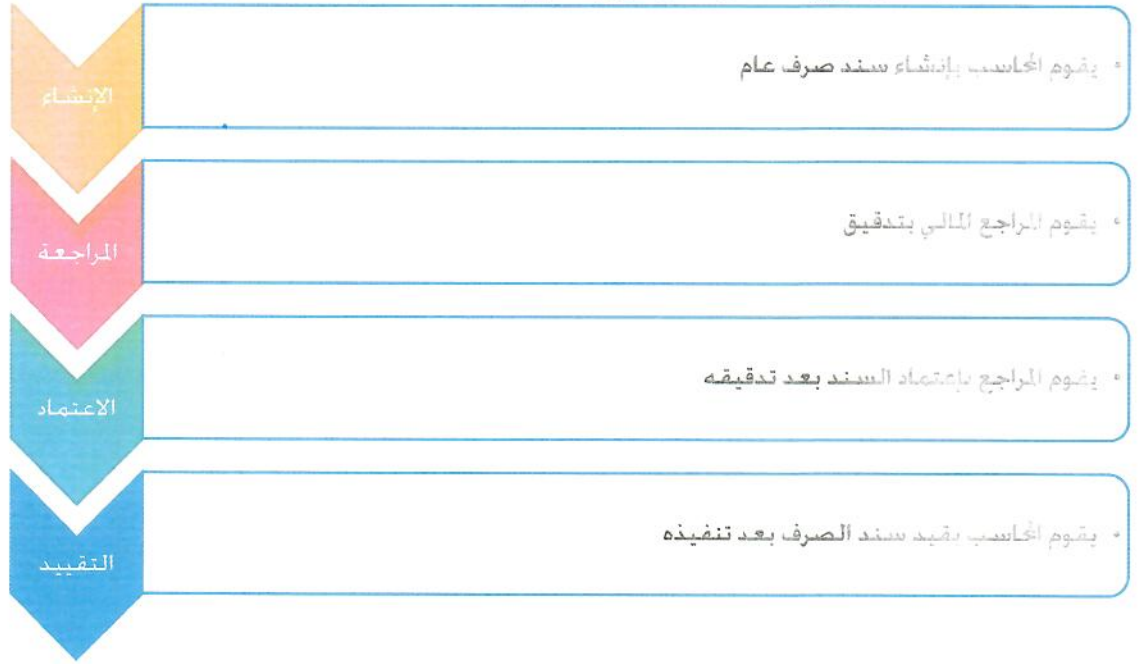 الإنشاء
• يقوم المحاسب بإنشاء سند صرف عام
المراجعة
• يقوم المراجع المالي بتدقيق
الاعتماد
• يقوم المراجع بإعتماد السند بعد تدقيقه
التقييد
• يقوم المحاسب بقيد سند الصرف بعد تنفيذه